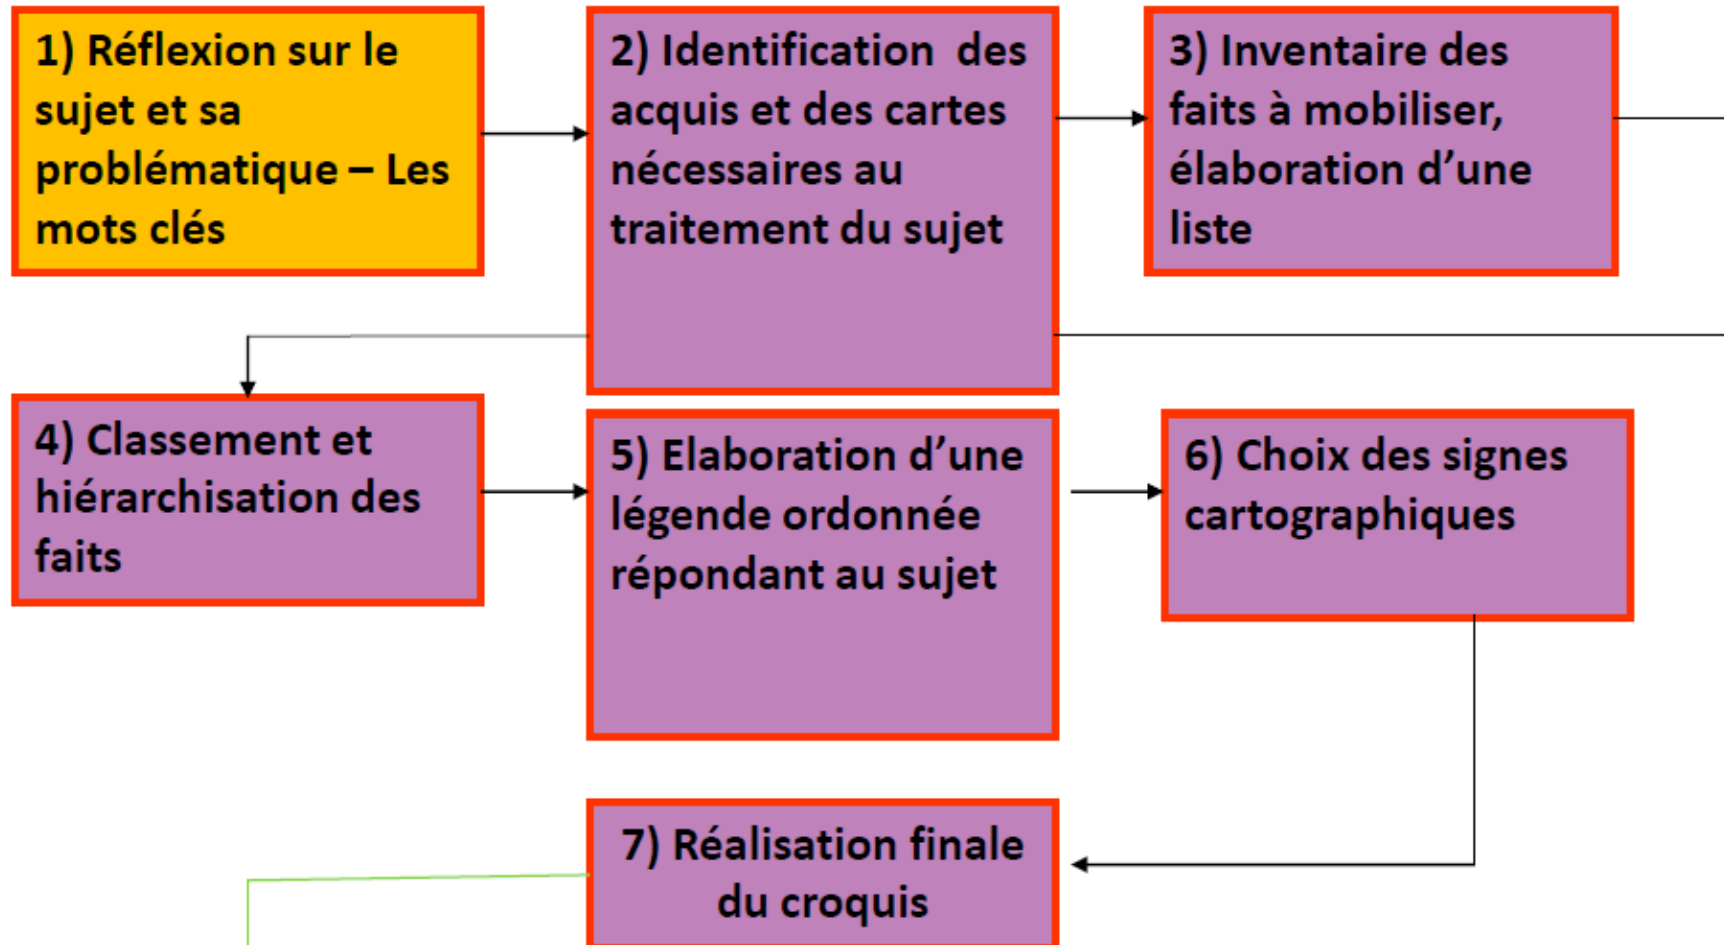 1) Réflexion sur le
sujet et sa
problématique – Les
mots clés
2) Identification des
acquis et des cartes
nécessaires au
traitement du sujet
3) Inventaire des
faits à mobiliser,
élaboration d’une
liste
4) Classement et
hiérarchisation des
faits
5) Elaboration d’une
légende ordonnée
répondant au sujet
6) Choix des signes
cartographiques
7) Réalisation finale
du croquis